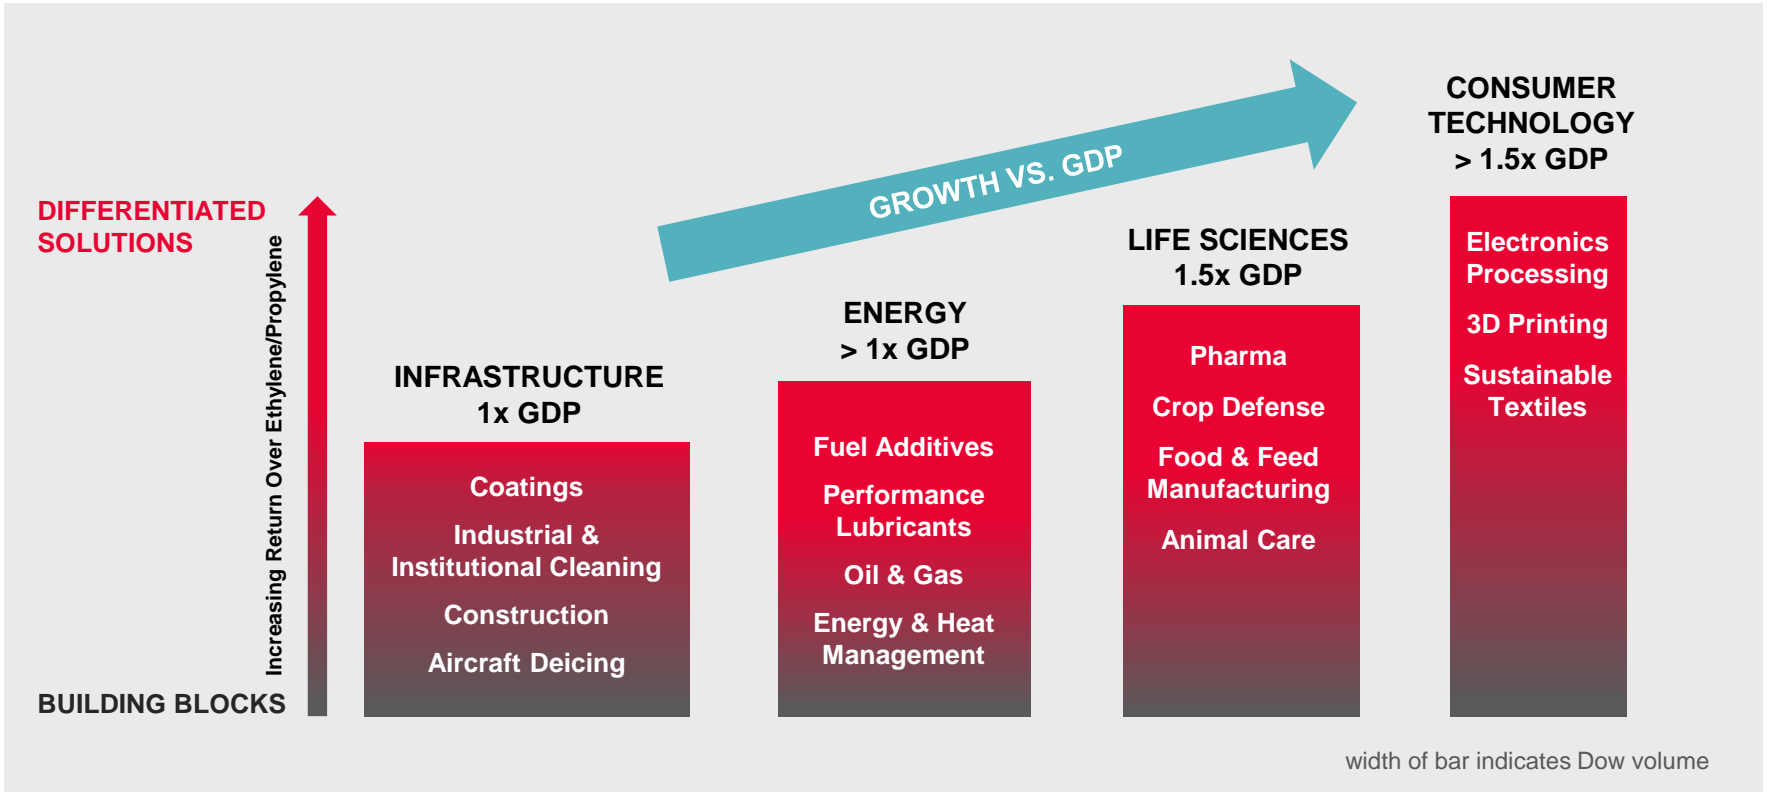 DIFFERENTIATED
SOLUTIONS
Increasing Return Over Ethylene/Propylene
BUILDING BLOCKS
GROWTH VS. GDP
INFRASTRUCTURE
1x GDP
Coatings
Industrial &
Institutional Cleaning
Construction
Aircraft Deicing
ENERGY
> 1x GDP
Fuel Additives
Performance
Lubricants
Oil & Gas
Energy & Heat
Management
LIFE SCIENCES
1.5x GDP
Pharma
Crop Defense
Food & Feed
Manufacturing
Animal Care
CONSUMER
TECHNOLOGY
> 1.5x GDP
Electronics
Processing
3D Printing
Sustainable
Textiles
width of bar indicates Dow volume